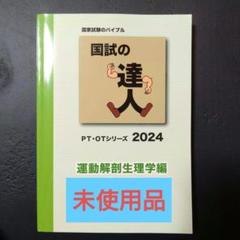 国家試験のバイブル
国試の
達人
PT・OTシリーズ 2024
運動解剖生理学編
未使用品